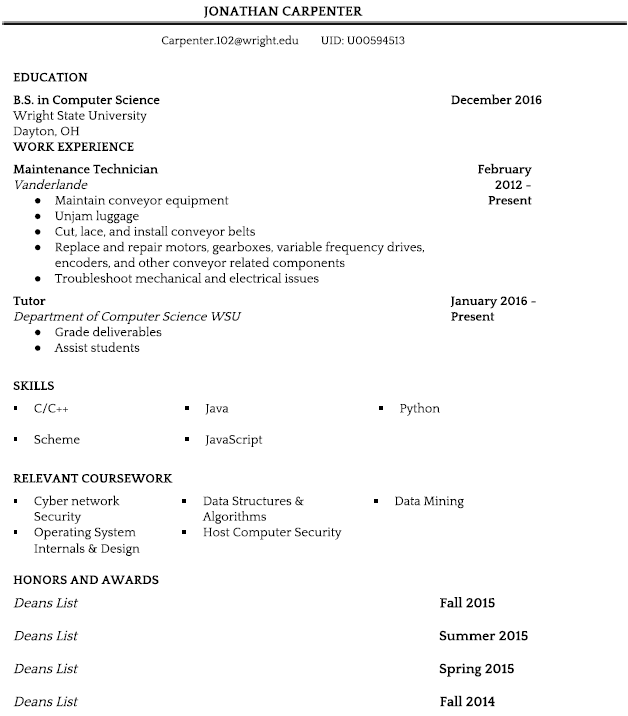 JONATHAN CARPENTER
Carpenter.102@wright.edu UID: U00594513
EDUCATION
B.S. in Computer Science December 2016
Wright State University
Dayton, OH
WORK EXPERIENCE
Maintenance Technician February
Vanderlande 2012 –
● Maintain conveyor equipment Present
● Unjam luggage
● Cut, lace, and install conveyor belts
● Replace and repair motors, gearboxes, variable frequency drives,
encoders, and other conveyor related components
● Troubleshoot mechanical and electrical issues
Tutor January 2016 –
Department of Computer Science WSU Present
● Grade deliverables
● Assist students
SKILLS
▪ C/C++ ▪ Java ▪ Python
▪ Scheme ▪ JavaScript
RELEVANT COURSEWORK
▪ Cyber network ▪ Data Structures & ▪ Data Mining
Security Algorithms
▪ Operating System ▪ Host Computer Security
Internals & Design
HONORS AND AWARDS
Deans List Fall 2015
Deans List Summer 2015
Deans List Spring 2015
Deans List Fall 2014